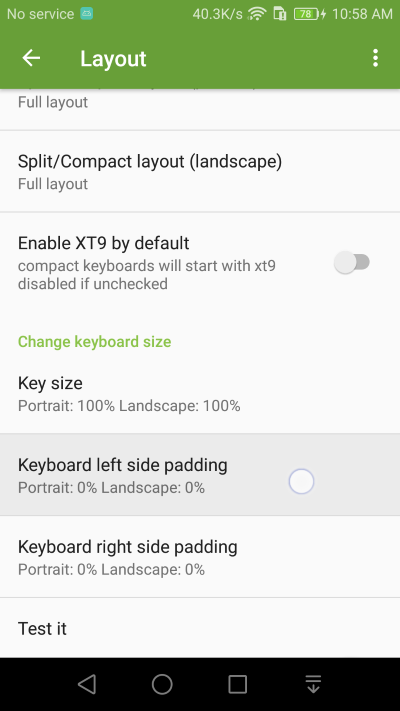 No service 40.3K/s 78 10:58 AM
Layout
Full layout
Split/Compact layout (landscape)
Full layout
Enable XT9 by default
compact keyboards will start with xt9
disabled if unchecked
Change keyboard size
Key size
Portrait: 100% Landscape: 100%
Keyboard left side padding
Portrait: 0% Landscape: 0%
Keyboard right side padding
Portrait: 0% Landscape: 0%
Test it